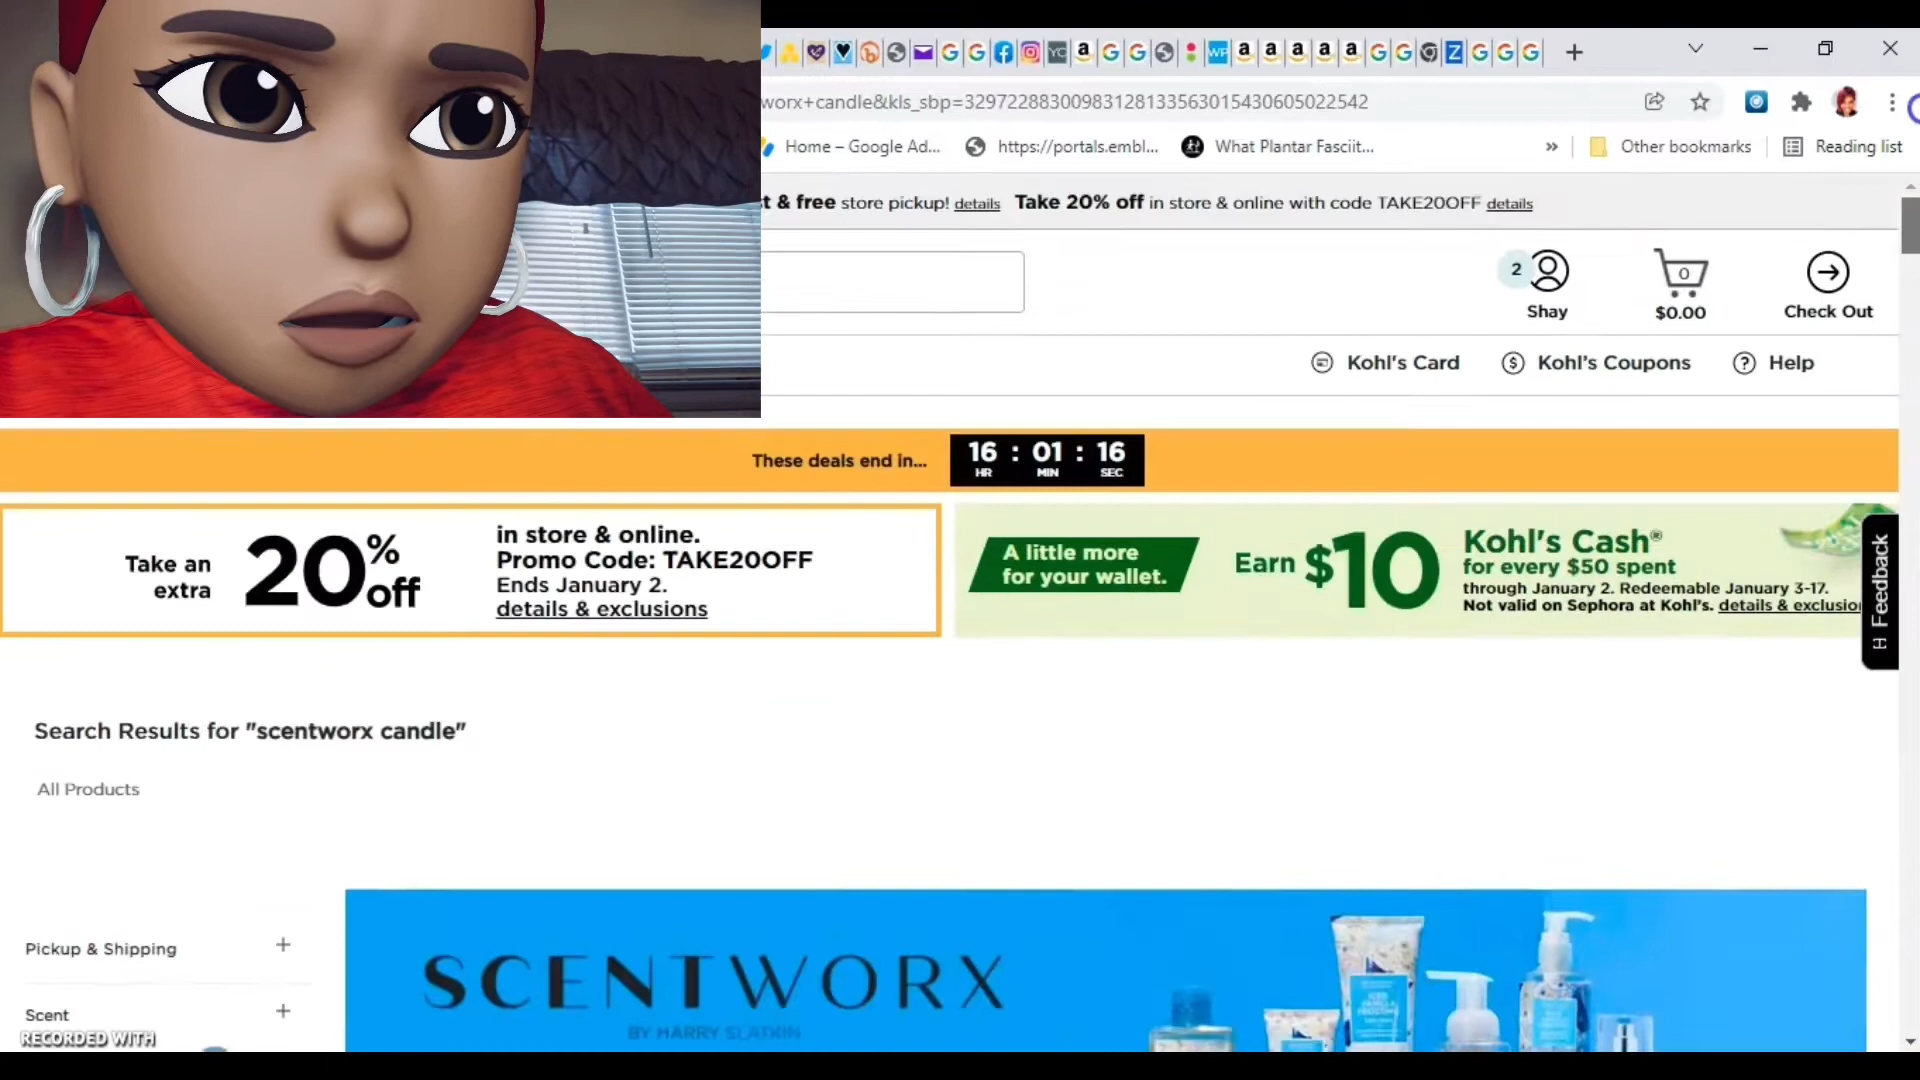 worx+candle&kls_sbp=32972288300983128133563015430605022542
Home – Google Ad...
https://portals.embl...
What Plantar Fasciit...
»
Other bookmarks
Reading list
t & free store pickup! details Take 20% off in store & online with code TAKE20OFF details
2
Shay
0
$0.00
Check Out
Kohl's Card
Kohl's Coupons
Help
These deals end in...
16 : 01 : 16
HR MIN SEC
Take an
extra
20% off
in store & online.
Promo Code: TAKE20OFF
Ends January 2.
details & exclusions
A little more
for your wallet.
Earn $10
Kohl's Cash®
for every $50 spent
through January 2. Redeemable January 3-17.
Not valid on Sephora at Kohl's. details & exclusio
Feedback
Search Results for "scentworx candle"
All Products
Pickup & Shipping +
Scent +
SCENTWORX
BY HARRY SLATKIN
RECORDED WITH